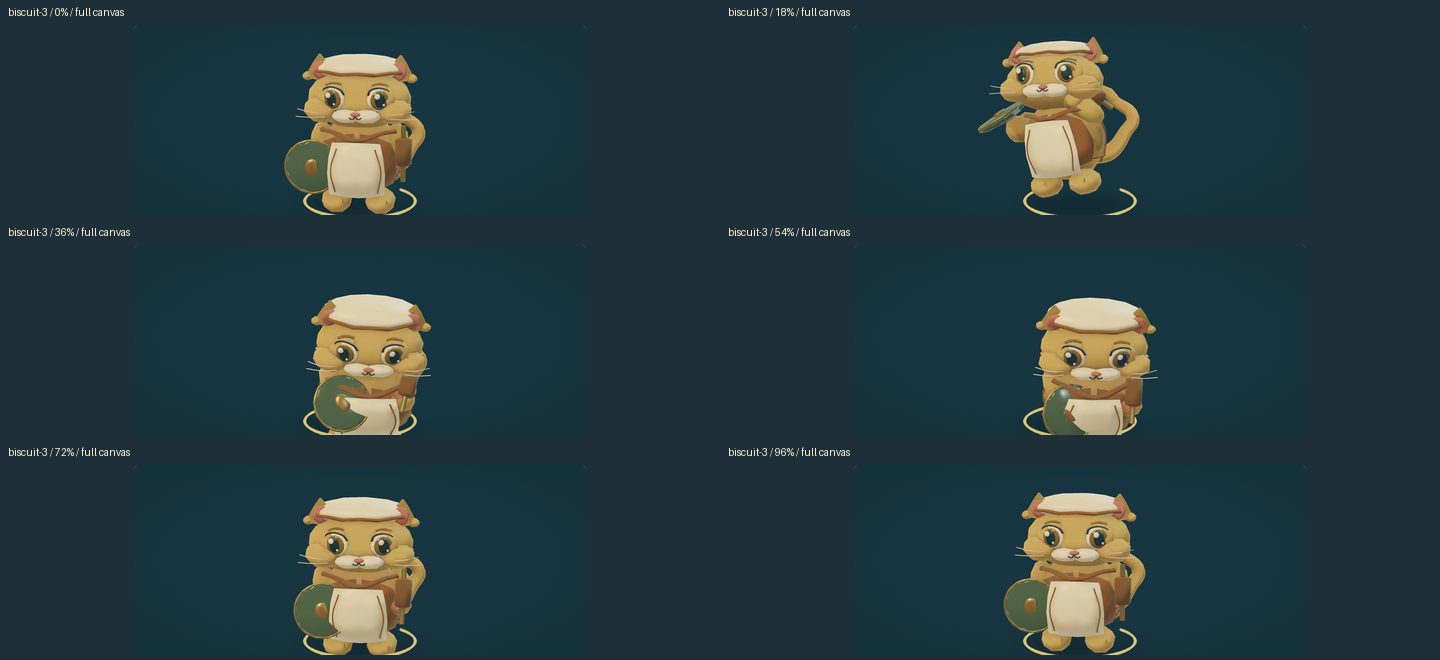 biscuit-3 / 0% / full canvas
biscuit-3 / 18% / full canvas
biscuit-3 / 36% / full canvas
biscuit-3 / 54% / full canvas
biscuit-3 / 72% / full canvas
biscuit-3 / 96% / full canvas